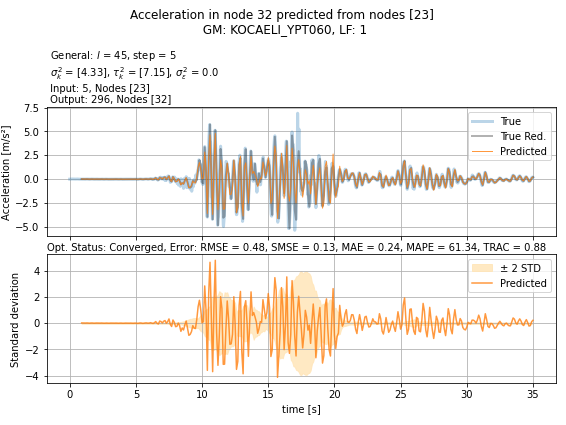 Acceleration in node 32 predicted from nodes [23]
GM: KOCAELI_YPT060, LF: 1
General: l = 45, step = 5
σ²ₖ = [4.33], τ²ₖ = [7.15], σ²ε = 0.0
Input: 5, Nodes [23]
Output: 296, Nodes [32]
7.5
5.0
2.5
0.0
−2.5
−5.0
Acceleration [m/s²]
True
True Red.
Predicted
Opt. Status: Converged, Error: RMSE = 0.48, SMSE = 0.13, MAE = 0.24, MAPE = 61.34, TRAC = 0.88
4
2
0
−2
−4
Standard deviation
± 2 STD
Predicted
0 5 10 15 20 25 30 35
time [s]